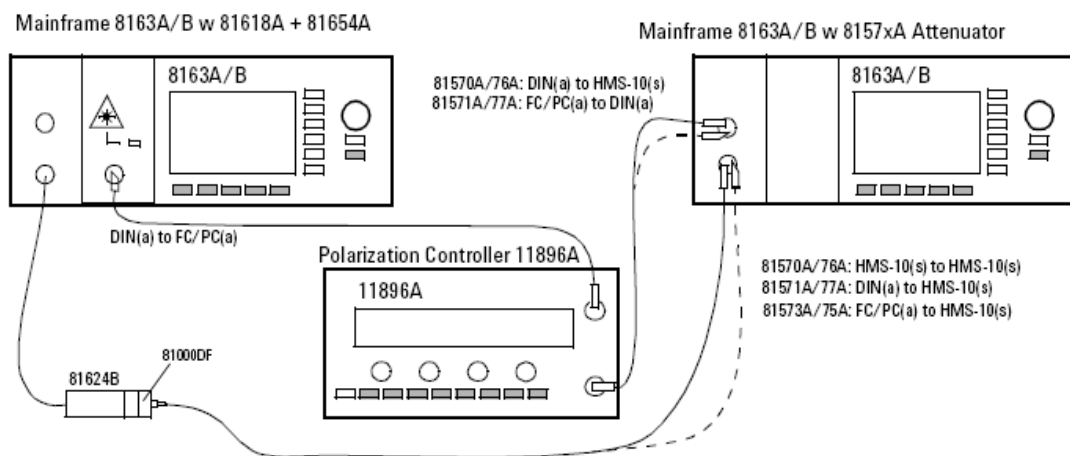 Mainframe 8163A/B w 81618A + 81654A
Mainframe 8163A/B w 8157xA Attenuator
8163A/B
8163A/B
81570A/76A: DIN(a) to HMS-10(s)
81571A/77A: FC/PC(a) to DIN(a)
DIN(a) to FC/PC(a)
Polarization Controller 11896A
11896A
81570A/76A: HMS-10(s) to HMS-10(s)
81571A/77A: DIN(a) to HMS-10(s)
81573A/75A: FC/PC(a) to HMS-10(s)
81000DF
81624B